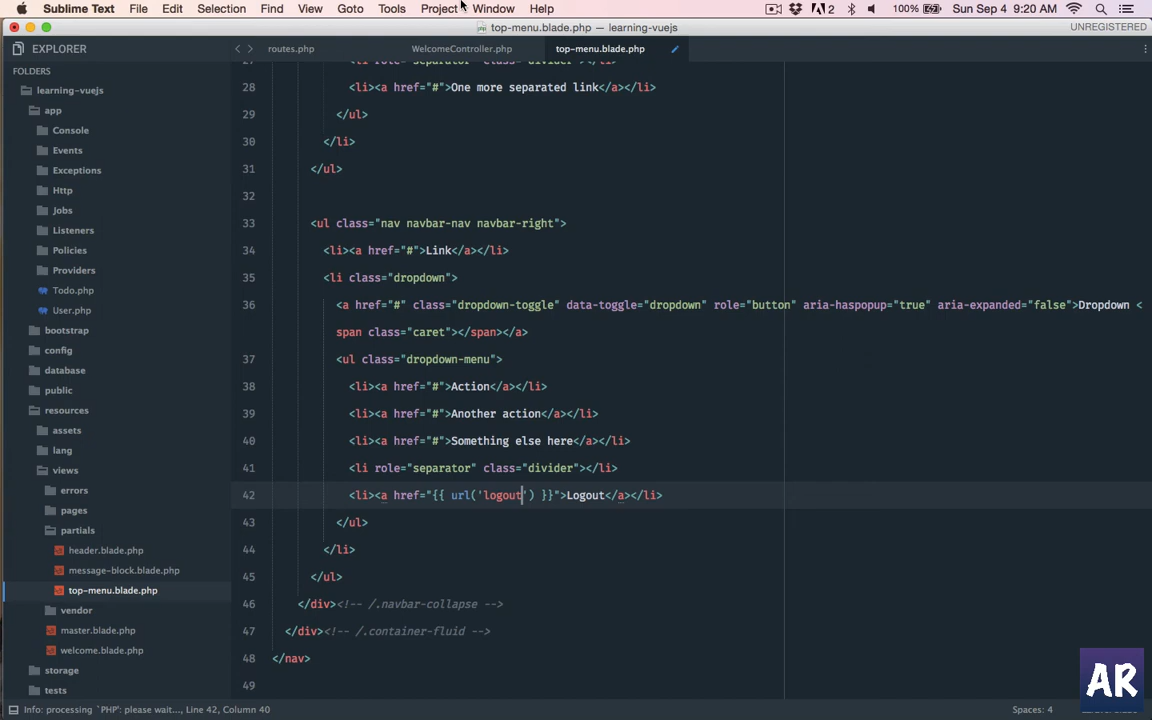 Sublime Text File Edit Selection Find View Goto Tools Project Window Help 2 100% Sun Sep 4 9:20 AM
top-menu.blade.php — learning-vuejs UNREGISTERED
EXPLORER routes.php WelcomeController.php top-menu.blade.php
FOLDERS
learning-vuejs
app
Console
Events
Exceptions
Http
Jobs
Listeners
Policies
Providers
Todo.php
User.php
bootstrap
config
database
public
resources
assets
lang
views
errors
pages
partials
header.blade.php
message-block.blade.php
top-menu.blade.php
vendor
master.blade.php
welcome.blade.php
storage
tests
27 <li role="separator" class="divider"></li>
28 <li><a href="#">One more separated link</a></li>
29 </ul>
30 </li>
31 </ul>
32
33 <ul class="nav navbar-nav navbar-right">
34 <li><a href="#">Link</a></li>
35 <li class="dropdown">
36 <a href="#" class="dropdown-toggle" data-toggle="dropdown" role="button" aria-haspopup="true" aria-expanded="false">Dropdown <
span class="caret"></span></a>
37 <ul class="dropdown-menu">
38 <li><a href="#">Action</a></li>
39 <li><a href="#">Another action</a></li>
40 <li><a href="#">Something else here</a></li>
41 <li role="separator" class="divider"></li>
42 <li><a href="{{ url('logout') }}">Logout</a></li>
43 </ul>
44 </li>
45 </ul>
46 </div><!-- /.navbar-collapse -->
47 </div><!-- /.container-fluid -->
48 </nav>
49
AR
Info: processing `PHP`: please wait..., Line 42, Column 40 Spaces: 4